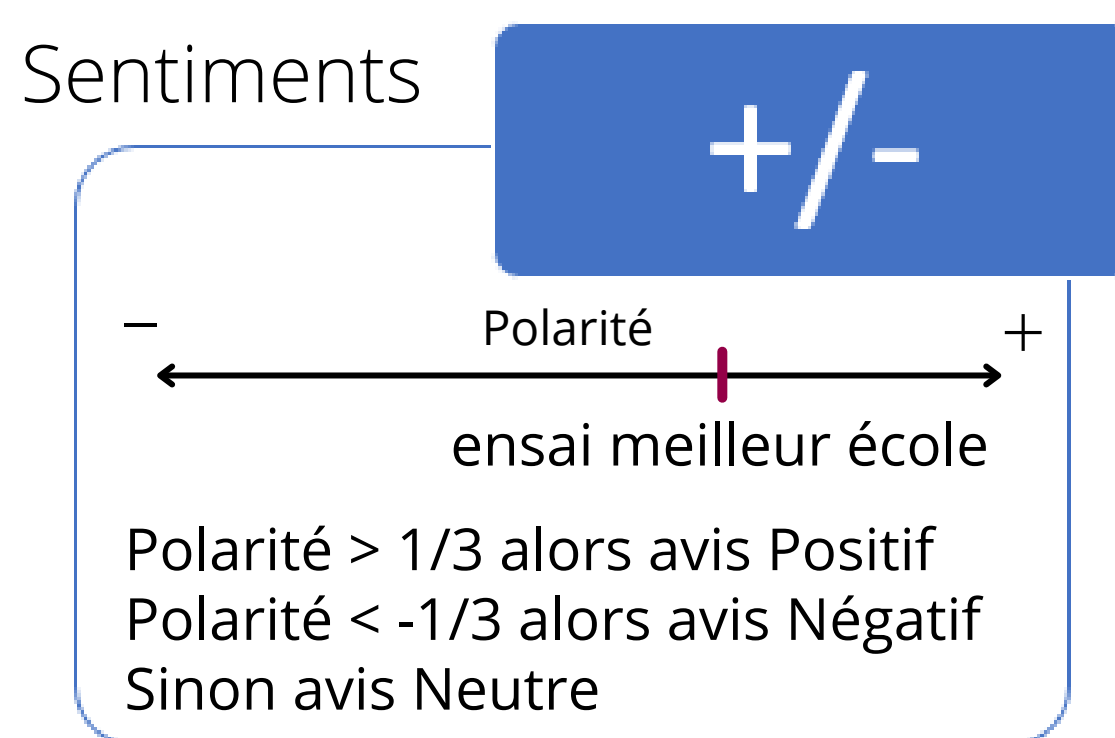 Sentiments
+/-
Polarité
− +
ensai meilleur école
Polarité > 1/3 alors avis Positif
Polarité < -1/3 alors avis Négatif
Sinon avis Neutre